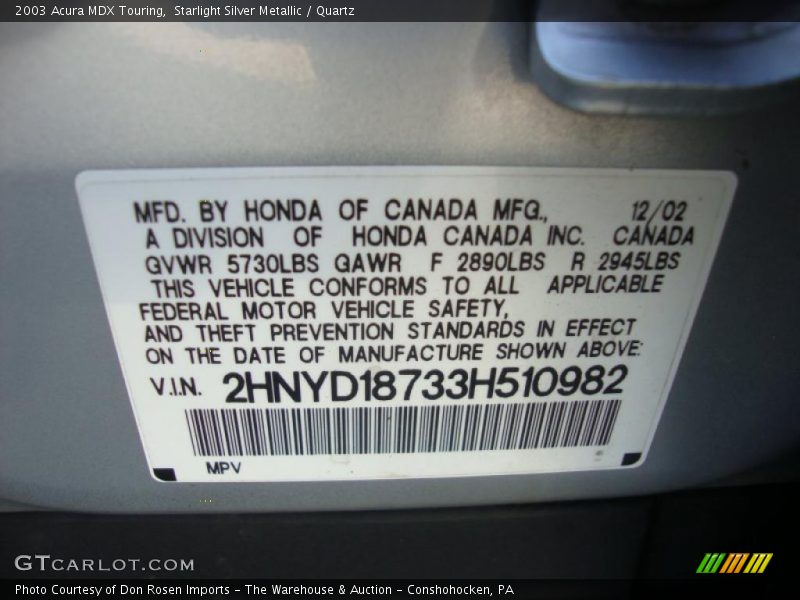 2003 Acura MDX Touring, Starlight Silver Metallic / Quartz
MFD. BY HONDA OF CANADA MFG., 12/02
A DIVISION OF HONDA CANADA INC. CANADA
GVWR 5730LBS GAWR F 2890LBS R 2945LBS
THIS VEHICLE CONFORMS TO ALL APPLICABLE
FEDERAL MOTOR VEHICLE SAFETY,
AND THEFT PREVENTION STANDARDS IN EFFECT
ON THE DATE OF MANUFACTURE SHOWN ABOVE:
V.I.N. 2HNYD18733H510982
MPV
GTCARLOT.COM
Photo Courtesy of Don Rosen Imports - The Warehouse & Auction - Conshohocken, PA